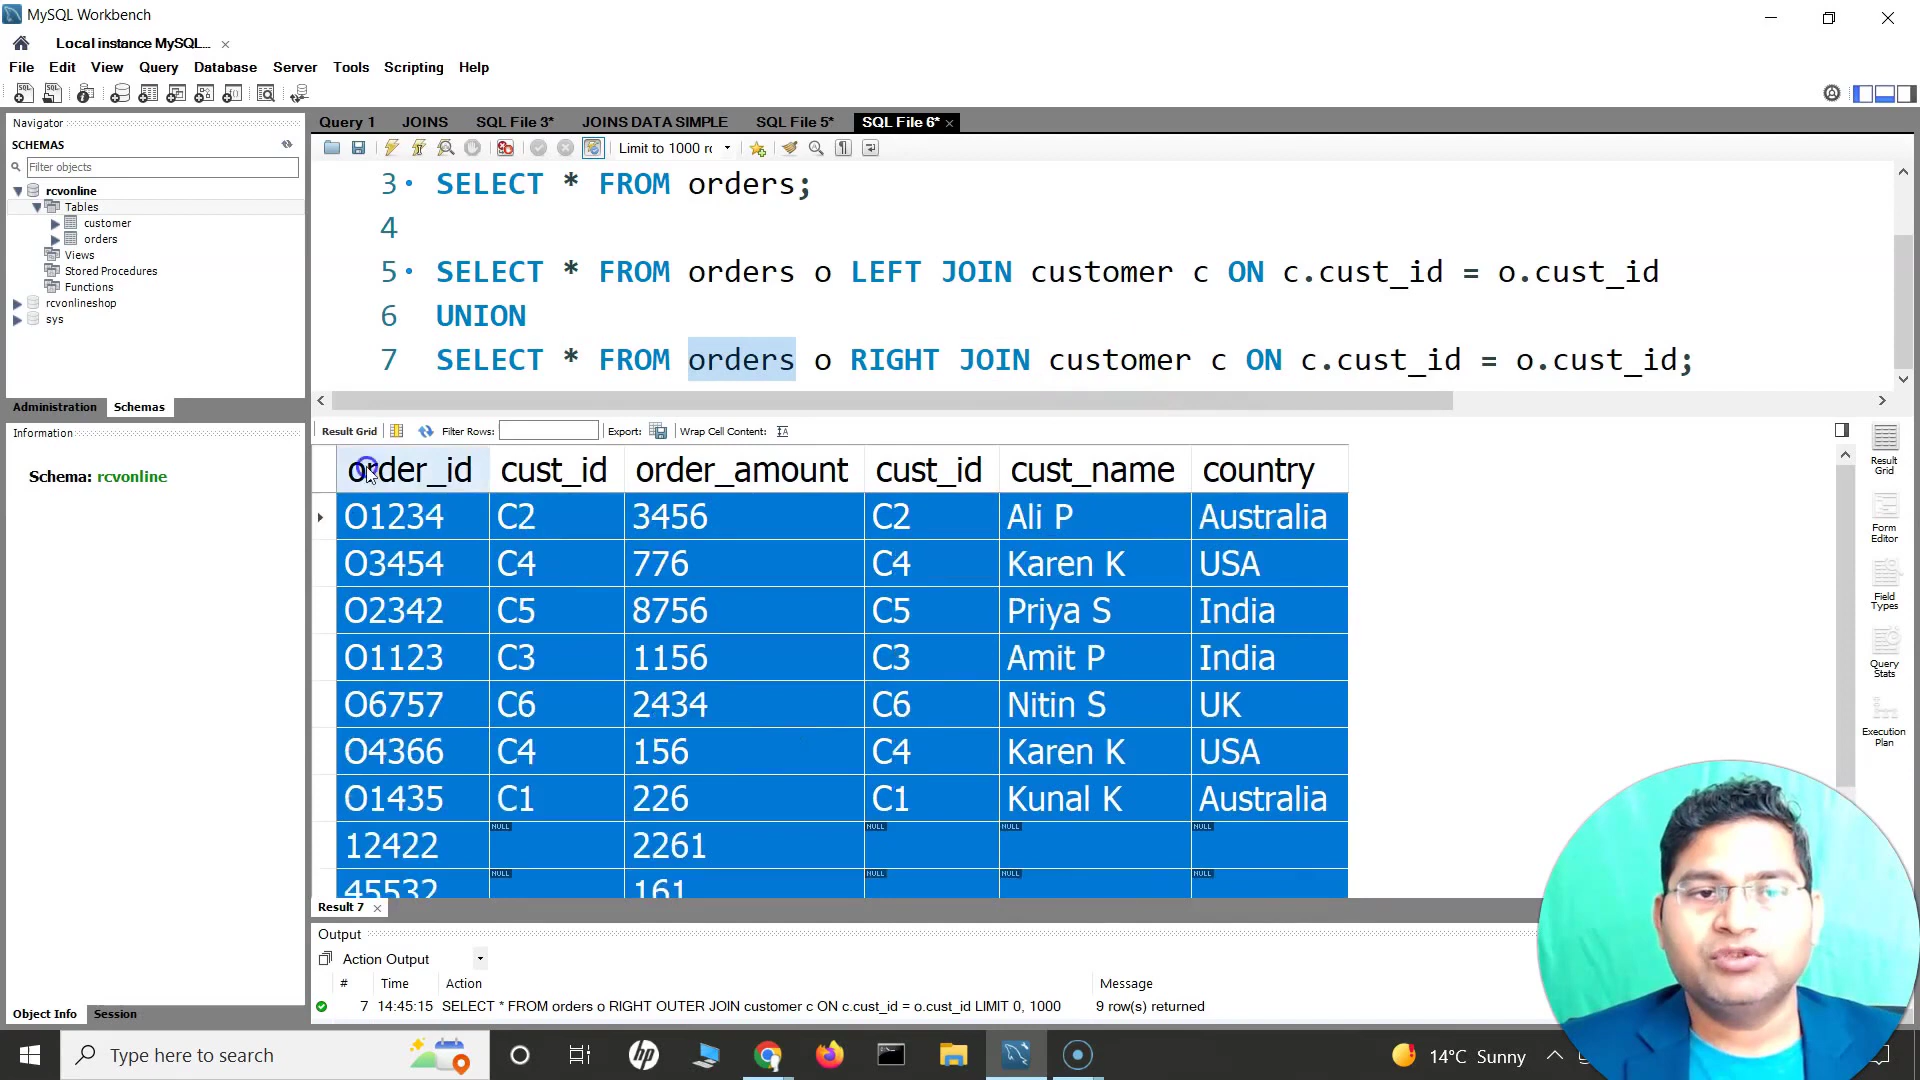 MySQL Workbench
Local instance MySQL... ×
File Edit View Query Database Server Tools Scripting Help
Navigator
SCHEMAS
Filter objects
rcvonline
Tables
customer
orders
Views
Stored Procedures
Functions
rcvonlineshop
sys
Administration Schemas
Information
Schema: rcvonline
Object Info Session
Query 1 JOINS SQL File 3* JOINS DATA SIMPLE SQL File 5* SQL File 6* ×
Limit to 1000 rc
3 SELECT * FROM orders;
4
5 SELECT * FROM orders o LEFT JOIN customer c ON c.cust_id = o.cust_id
6 UNION
7 SELECT * FROM orders o RIGHT JOIN customer c ON c.cust_id = o.cust_id;
Result Grid Filter Rows: Export: Wrap Cell Content:
order_id cust_id order_amount cust_id cust_name country
O1234 C2 3456 C2 Ali P Australia
O3454 C4 776 C4 Karen K USA
O2342 C5 8756 C5 Priya S India
O1123 C3 1156 C3 Amit P India
O6757 C6 2434 C6 Nitin S UK
O4366 C4 156 C4 Karen K USA
O1435 C1 226 C1 Kunal K Australia
12422 NULL 2261 NULL NULL NULL
45532 NULL 161 NULL NULL NULL
Result Grid
Form Editor
Field Types
Query Stats
Execution Plan
Result 7 ×
Output
Action Output
# Time Action Message
7 14:45:15 SELECT * FROM orders o RIGHT OUTER JOIN customer c ON c.cust_id = o.cust_id LIMIT 0, 1000 9 row(s) returned
Type here to search
hp
14°C Sunny